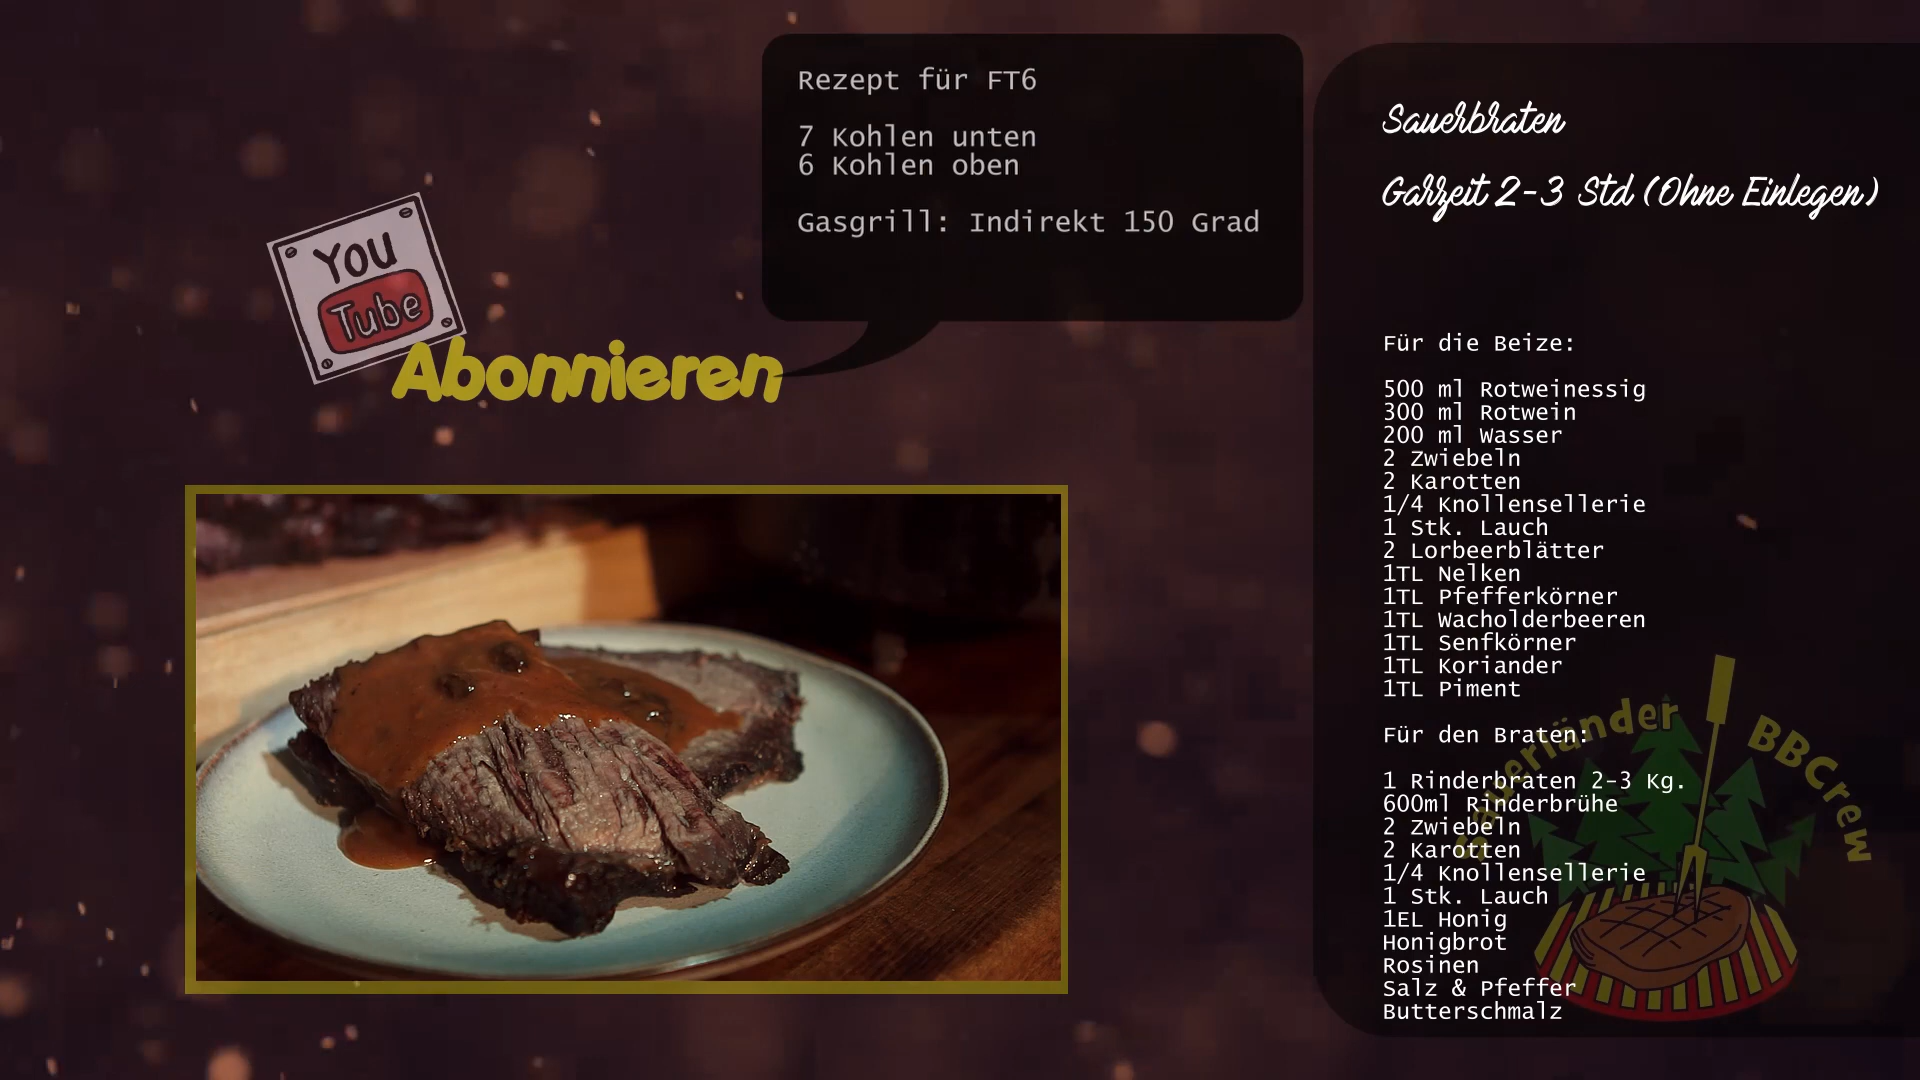 Rezept für FT6
7 Kohlen unten
6 Kohlen oben
Gasgrill: Indirekt 150 Grad
You
Tube
Abonnieren
Sauerbraten
Garzeit 2-3 Std (Ohne Einlegen)
Für die Beize:
500 ml Rotweinessig
300 ml Rotwein
200 ml Wasser
2 Zwiebeln
2 Karotten
1/4 Knollensellerie
1 Stk. Lauch
2 Lorbeerblätter
1TL Nelken
1TL Pfefferkörner
1TL Wacholderbeeren
1TL Senfkörner
1TL Koriander
1TL Piment
Für den Braten:
1 Rinderbraten 2-3 Kg.
600ml Rinderbrühe
2 Zwiebeln
2 Karotten
1/4 Knollensellerie
1 Stk. Lauch
1EL Honig
Honigbrot
Rosinen
Salz & Pfeffer
Butterschmalz
Sauerländer BBCrew